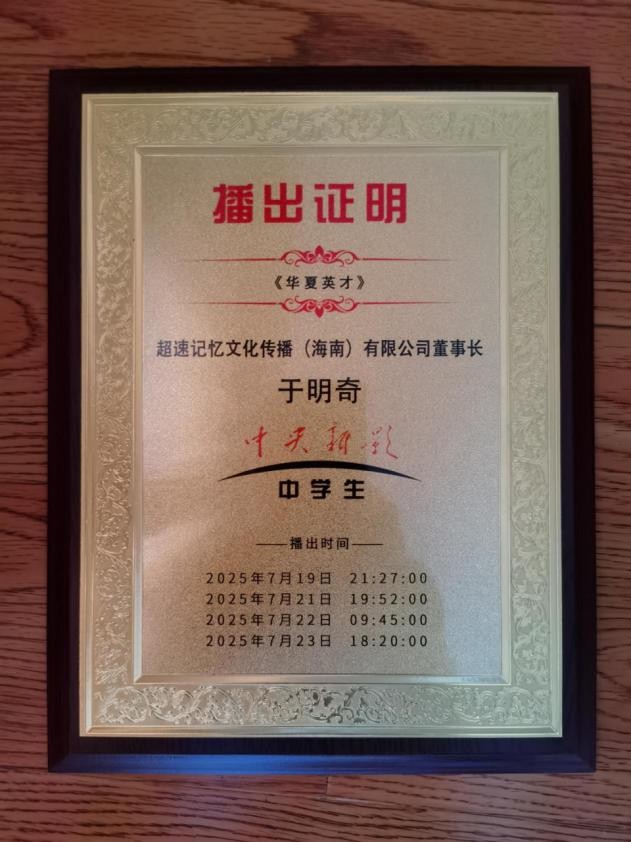 播出证明
《华夏英才》
超速记忆文化传播（海南）有限公司董事长
于明奇
中央新影
中学生
播出时间
2025年7月19日 21:27:00
2025年7月21日 19:52:00
2025年7月22日 09:45:00
2025年7月23日 18:20:00